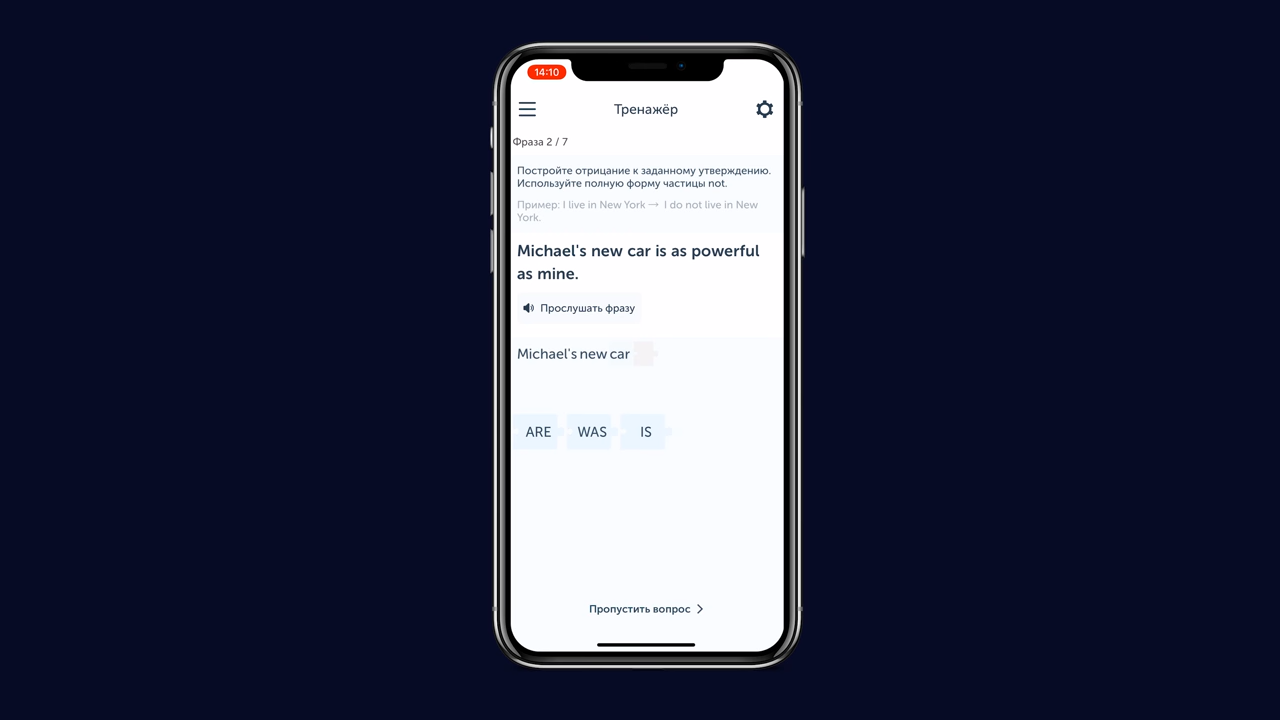 14:10
Тренажёр
Фраза 2 / 7
Постройте отрицание к заданному утверждению.
Используйте полную форму частицы not.
Пример: I live in New York → I do not live in New
York.
Michael's new car is as powerful
as mine.
Прослушать фразу
Michael's new car
ARE WAS IS
Пропустить вопрос